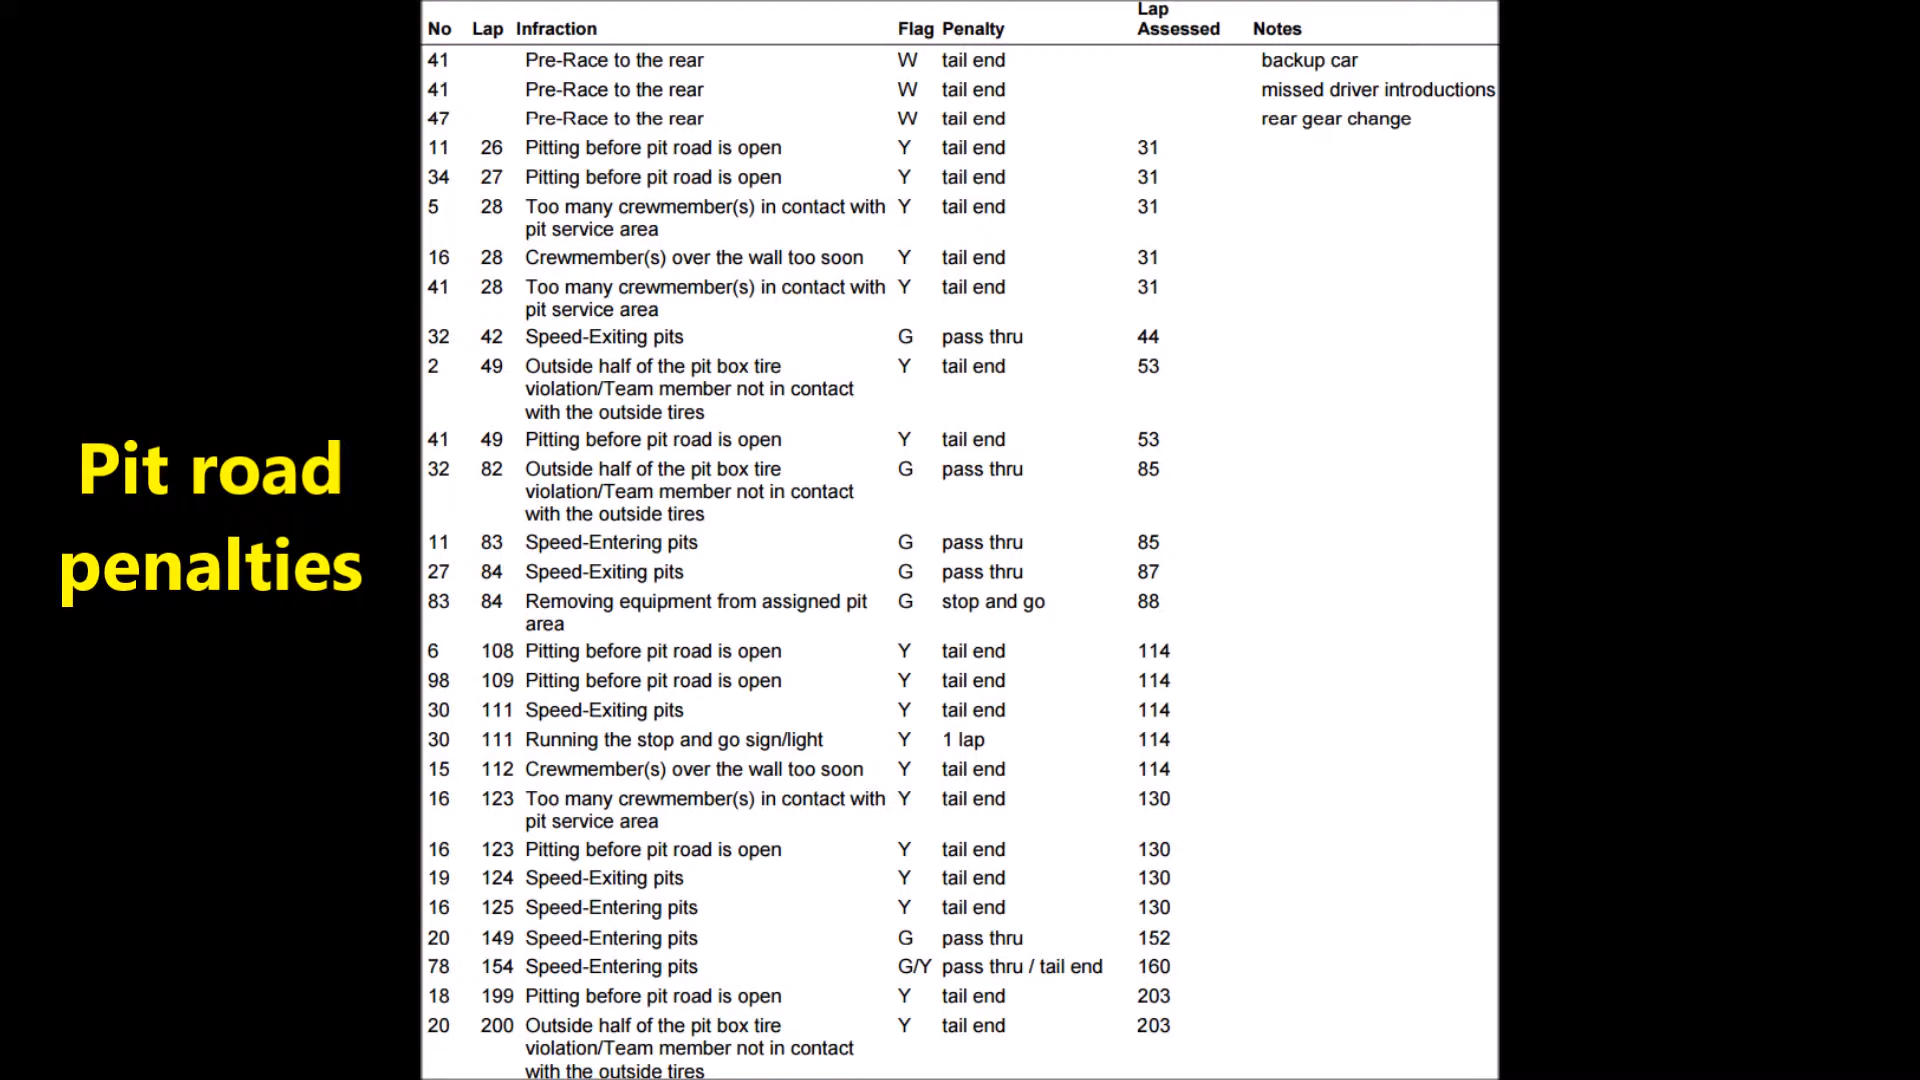 Pit road
penalties
Lap
No Lap Infraction Flag Penalty Assessed Notes
41 Pre-Race to the rear W tail end backup car
41 Pre-Race to the rear W tail end missed driver introductions
47 Pre-Race to the rear W tail end rear gear change
11 26 Pitting before pit road is open Y tail end 31
34 27 Pitting before pit road is open Y tail end 31
5 28 Too many crewmember(s) in contact with Y tail end 31
pit service area
16 28 Crewmember(s) over the wall too soon Y tail end 31
41 28 Too many crewmember(s) in contact with Y tail end 31
pit service area
32 42 Speed-Exiting pits G pass thru 44
2 49 Outside half of the pit box tire Y tail end 53
violation/Team member not in contact
with the outside tires
41 49 Pitting before pit road is open Y tail end 53
32 82 Outside half of the pit box tire G pass thru 85
violation/Team member not in contact
with the outside tires
11 83 Speed-Entering pits G pass thru 85
27 84 Speed-Exiting pits G pass thru 87
83 84 Removing equipment from assigned pit G stop and go 88
area
6 108 Pitting before pit road is open Y tail end 114
98 109 Pitting before pit road is open Y tail end 114
30 111 Speed-Exiting pits Y tail end 114
30 111 Running the stop and go sign/light Y 1 lap 114
15 112 Crewmember(s) over the wall too soon Y tail end 114
16 123 Too many crewmember(s) in contact with Y tail end 130
pit service area
16 123 Pitting before pit road is open Y tail end 130
19 124 Speed-Exiting pits Y tail end 130
16 125 Speed-Entering pits Y tail end 130
20 149 Speed-Entering pits G pass thru 152
78 154 Speed-Entering pits G/Y pass thru / tail end 160
18 199 Pitting before pit road is open Y tail end 203
20 200 Outside half of the pit box tire Y tail end 203
violation/Team member not in contact
with the outside tires